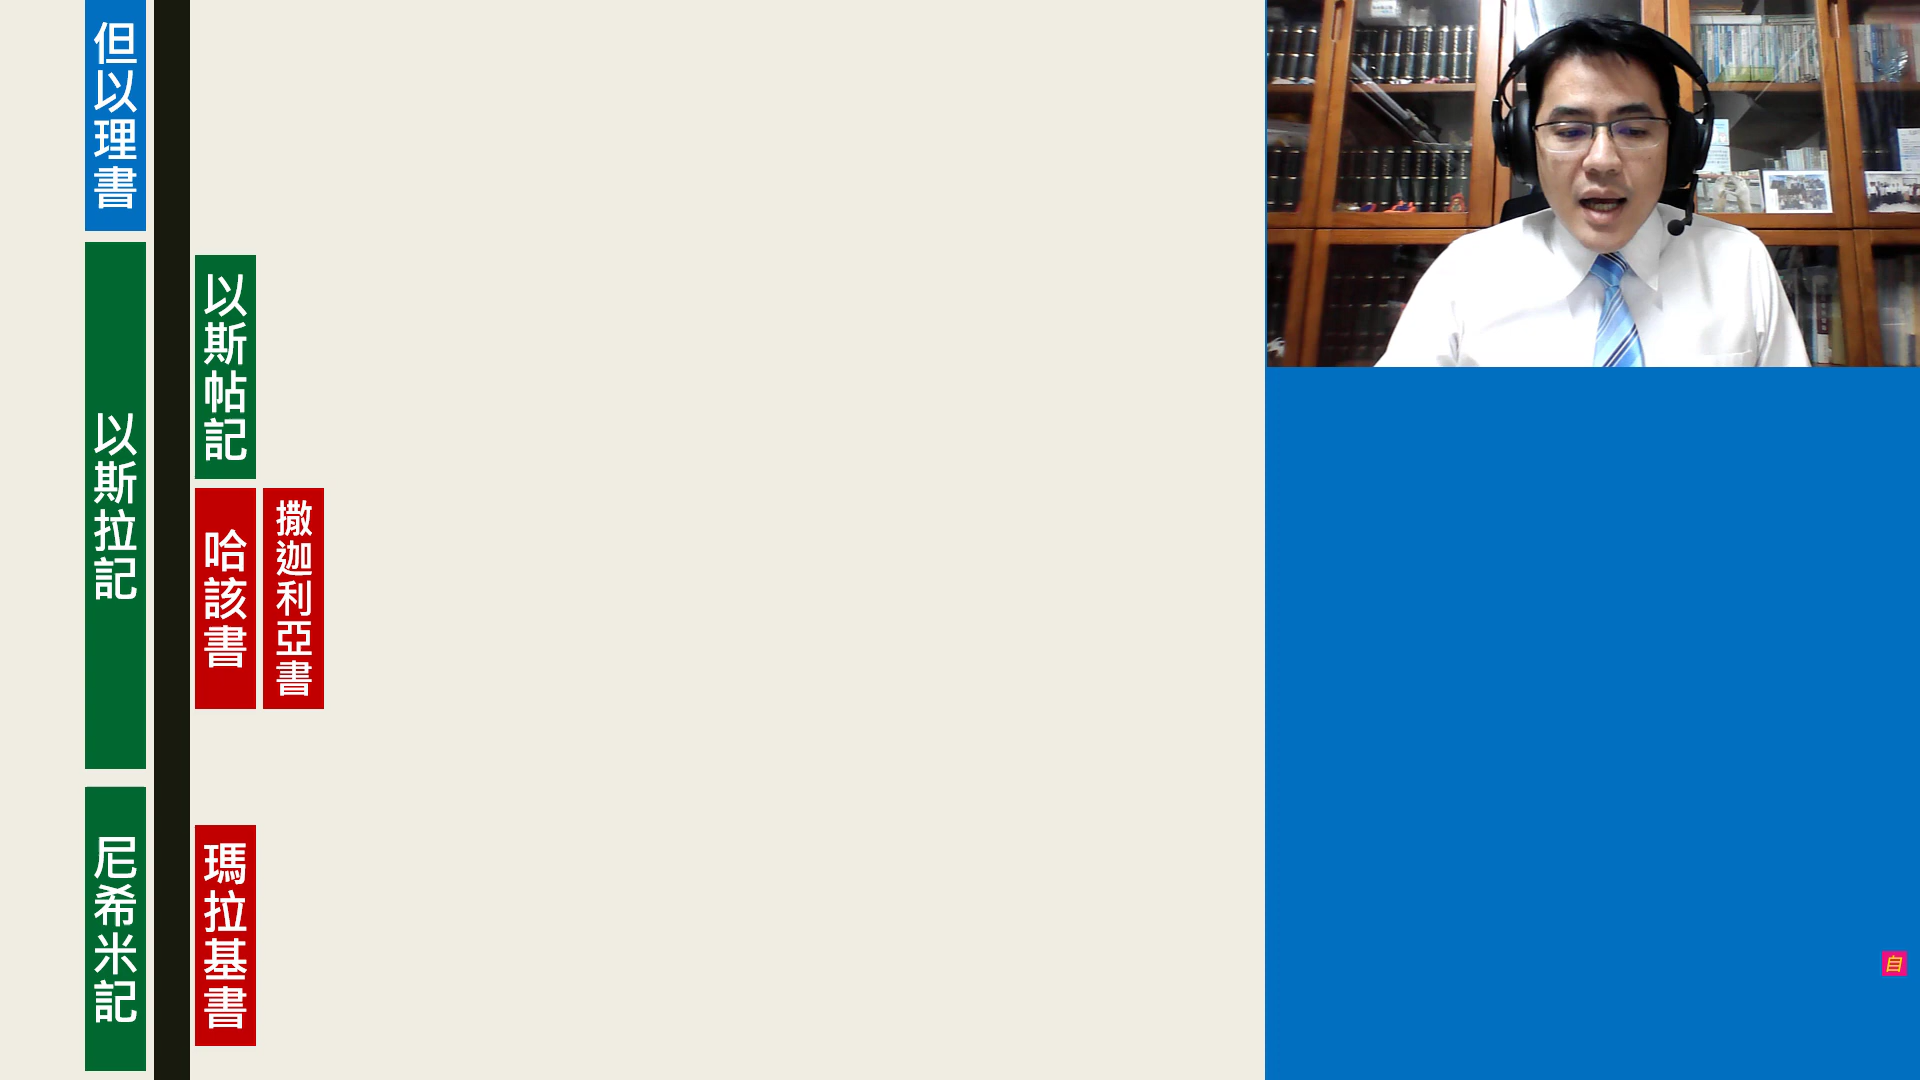 但以理書
以斯拉記
尼希米記
以斯帖記
哈該書
撒迦利亞書
瑪拉基書
自